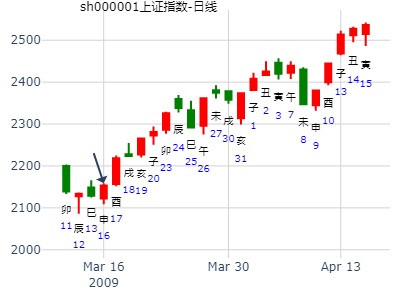 sh000001上证指数-日线
2500
2400
2300
2200
2100
2000
卯
11
辰
12
巳
13
申
16
酉
17
戌
18
亥
19
子
20
卯
23
辰
24
巳
25
午
26
未
27
戌
30
亥
31
子
1
丑
2
寅
3
午
7
未
8
申
9
酉
10
子
13
丑
14
寅
15
Mar 16
2009
Mar 30
Apr 13